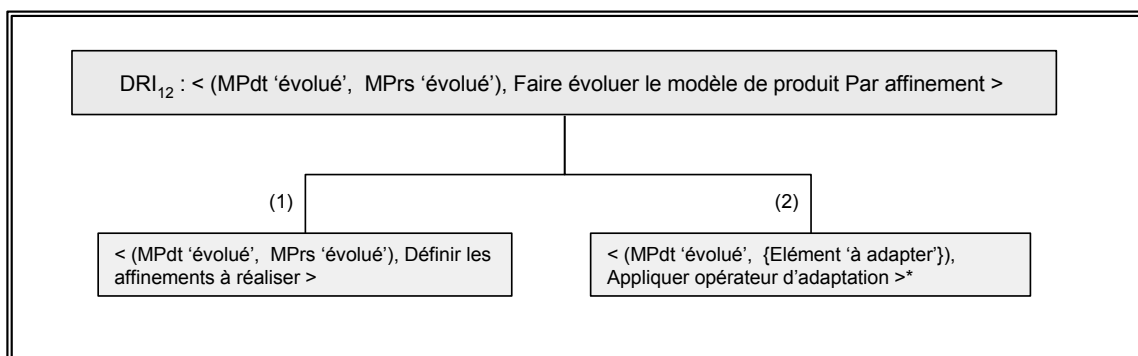 DRI12 : < (MPdt ‘évolué’, MPrs ‘évolué’), Faire évoluer le modèle de produit Par affinement >
(1)
(2)
< (MPdt ‘évolué’, MPrs ‘évolué’), Définir les
affinements à réaliser >
< (MPdt ‘évolué’, {Elément ‘à adapter’}),
Appliquer opérateur d’adaptation >*